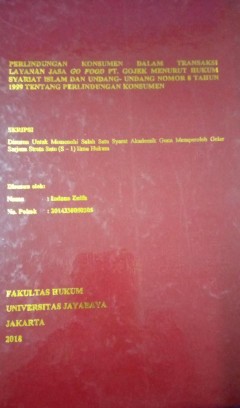 PERLINDUNGAN KONSUMEN DALAM TRANSAKSI
LAYANAN JASA GO FOOD PT. GOJEK MENURUT HUKUM
SYARIAT ISLAM DAN UNDANG- UNDANG NOMOR 8 TAHUN
1999 TENTANG PERLINDUNGAN KONSUMEN
SKRIPSI
Disusun Untuk Memenuhi Salah Satu Syarat Akademik Guna Memperoleh Gelar
Sarjana Strata Satu (S – 1) Ilmu Hukum
Disusun oleh:
Nama :
No. Pokok :
FAKULTAS HUKUM
UNIVERSITAS JAYABAYA
JAKARTA
2018